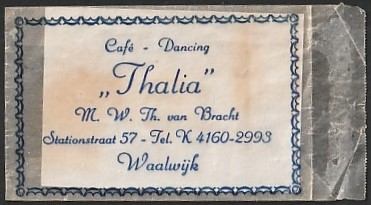 Café - Dancing
„Thalia”
M. W. Th. van Bracht
Stationstraat 57 - Tel. K 4160-2993
Waalwijk